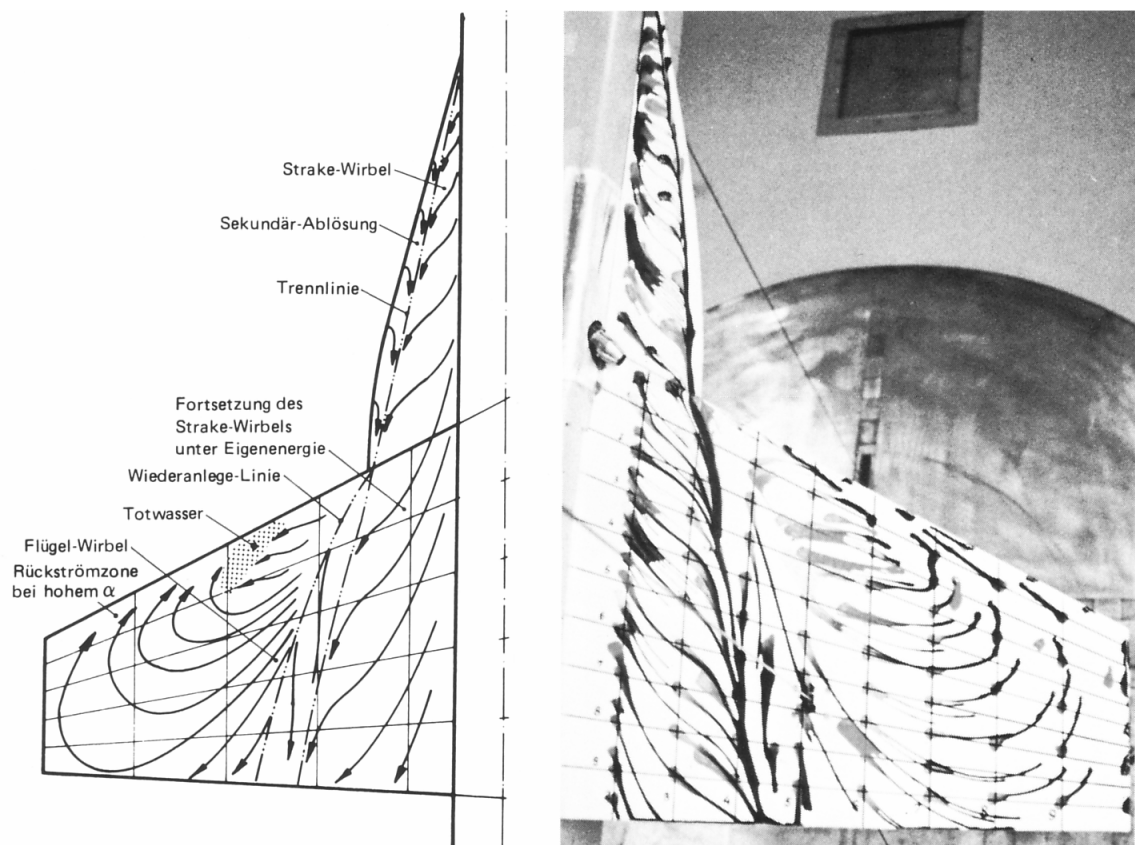 Strake-Wirbel
Sekundär-Ablösung
Trennlinie
Fortsetzung des
Strake-Wirbels
unter Eigenenergie
Wiederanlege-Linie
Totwasser
Flügel-Wirbel
Rückströmzone
bei hohem α